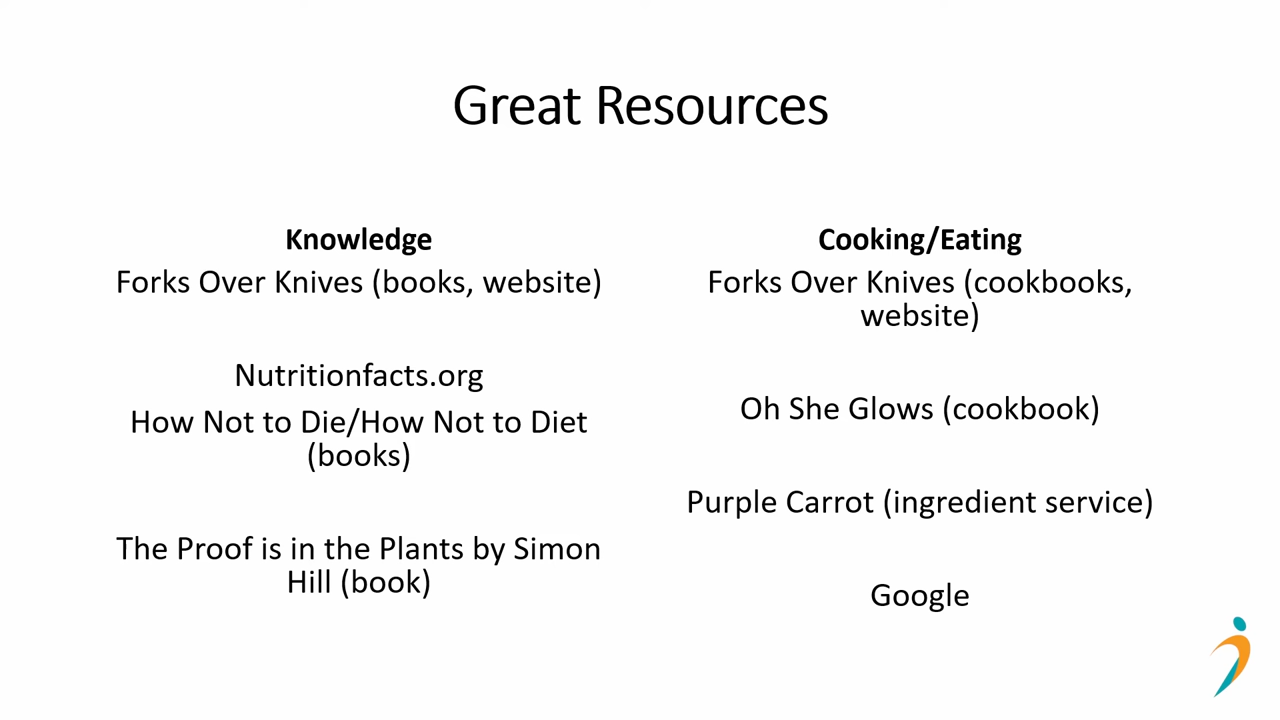 Great Resources
Knowledge
Forks Over Knives (books, website)
Nutritionfacts.org
How Not to Die/How Not to Diet
(books)
The Proof is in the Plants by Simon
Hill (book)
Cooking/Eating
Forks Over Knives (cookbooks,
website)
Oh She Glows (cookbook)
Purple Carrot (ingredient service)
Google